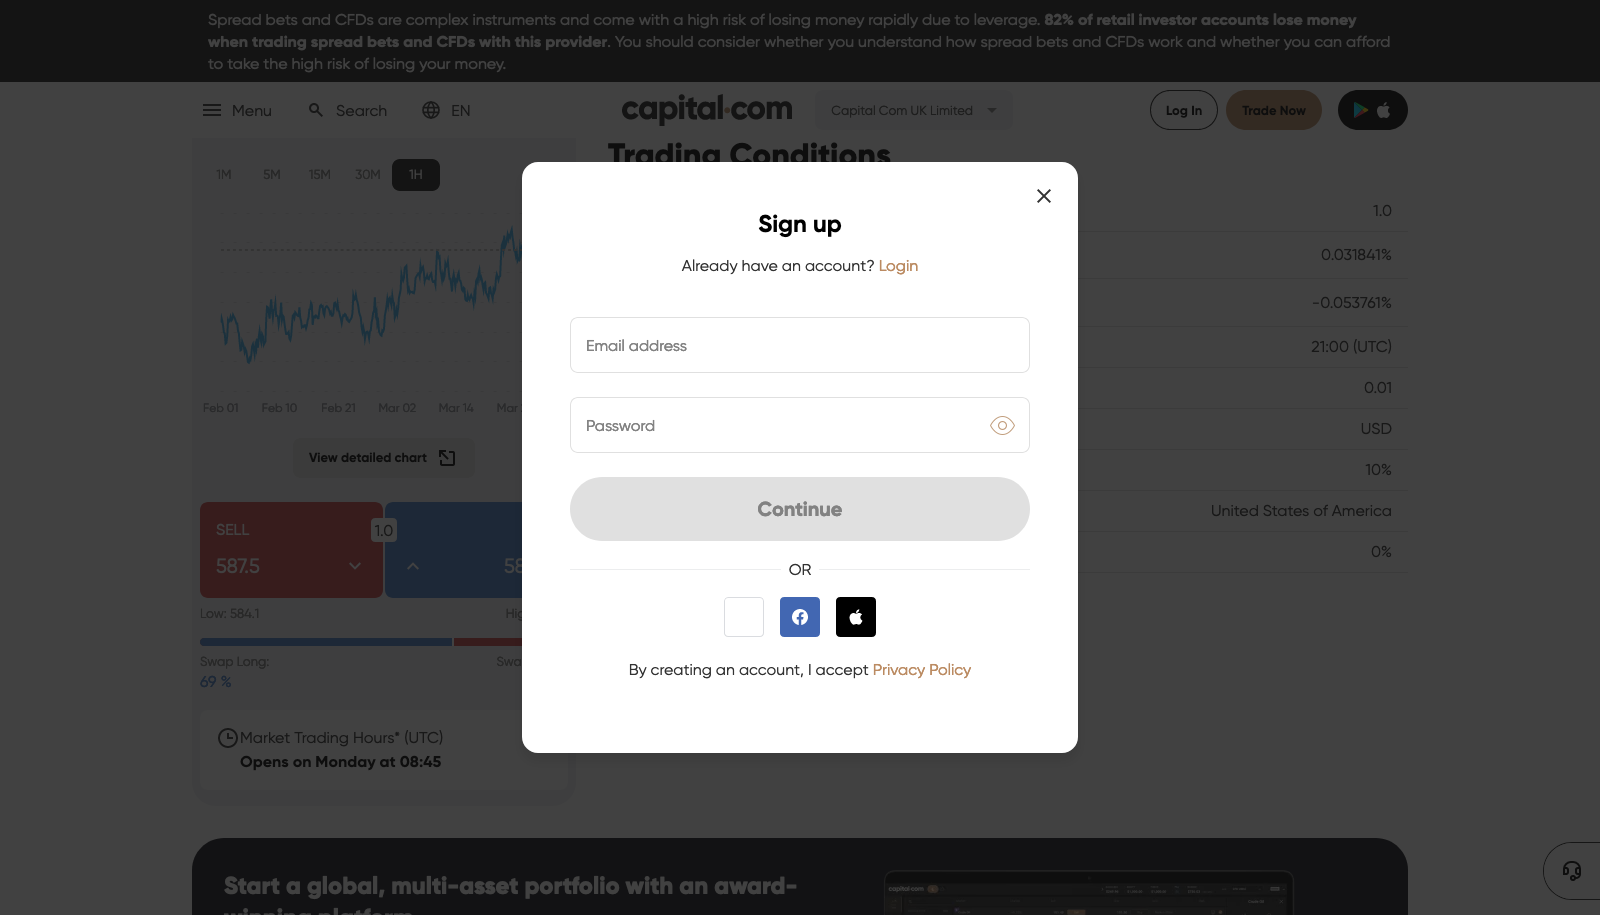 Spread bets and CFDs are complex instruments and come with a high risk of losing money rapidly due to leverage. 82% of retail investor accounts lose money
when trading spread bets and CFDs with this provider. You should consider whether you understand how spread bets and CFDs work and whether you can afford
to take the high risk of losing your money.
Menu
Search
EN
capital.com
Capital Com UK Limited
Log In
Trade Now
Trading Conditions
1M
5M
15M
30M
1H
Feb 01
Feb 10
Feb 21
Mar 02
Mar 14
Mar
View detailed chart
SELL
587.5
1.0
58
Low: 584.1
Swap Long:
69 %
Market Trading Hours* (UTC)
Opens on Monday at 08:45
Sign up
Already have an account? Login
Email address
Password
Continue
OR
By creating an account, I accept Privacy Policy
1.0
0.031841%
-0.053761%
21:00 (UTC)
0.01
USD
10%
United States of America
0%
Start a global, multi-asset portfolio with an award-
winning platform
capital.com